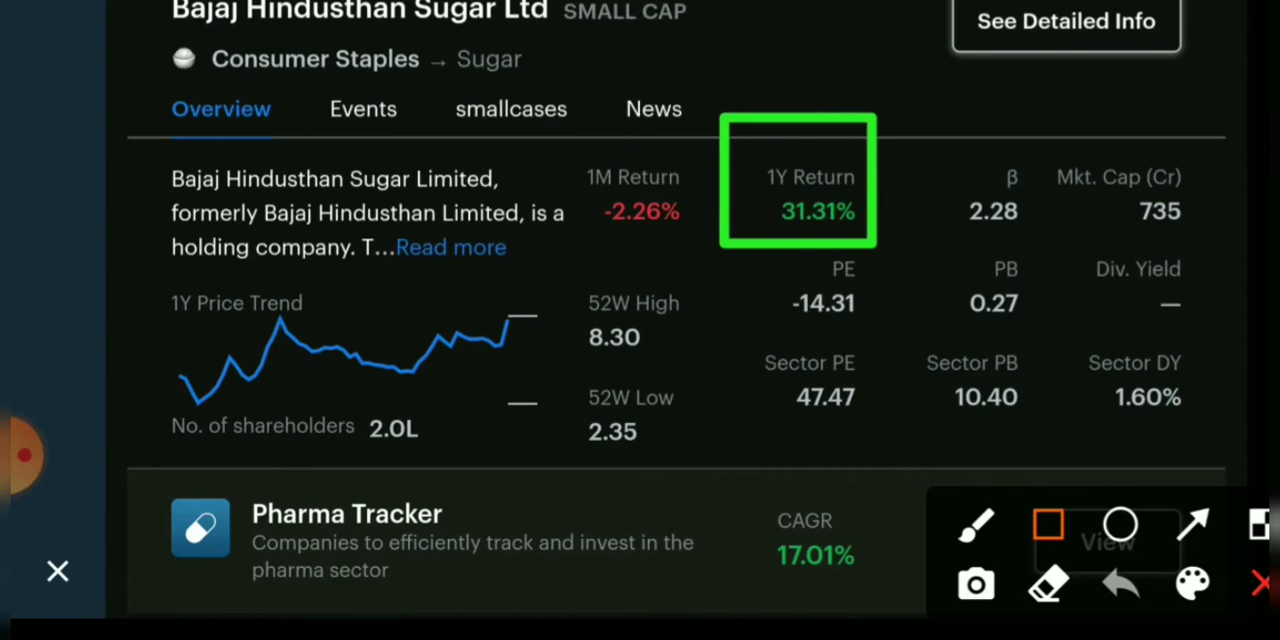 Bajaj Hindusthan Sugar Ltd SMALL CAP
See Detailed Info
Consumer Staples → Sugar
Overview Events smallcases News
Bajaj Hindusthan Sugar Limited,
formerly Bajaj Hindusthan Limited, is a
holding company. T...Read more
1M Return
-2.26%
1Y Return
31.31%
β
2.28
Mkt. Cap (Cr)
735
PE
-14.31
PB
0.27
Div. Yield
—
1Y Price Trend
52W High
8.30
Sector PE
47.47
Sector PB
10.40
Sector DY
1.60%
52W Low
2.35
No. of shareholders 2.0L
Pharma Tracker
Companies to efficiently track and invest in the
pharma sector
CAGR
17.01%
View